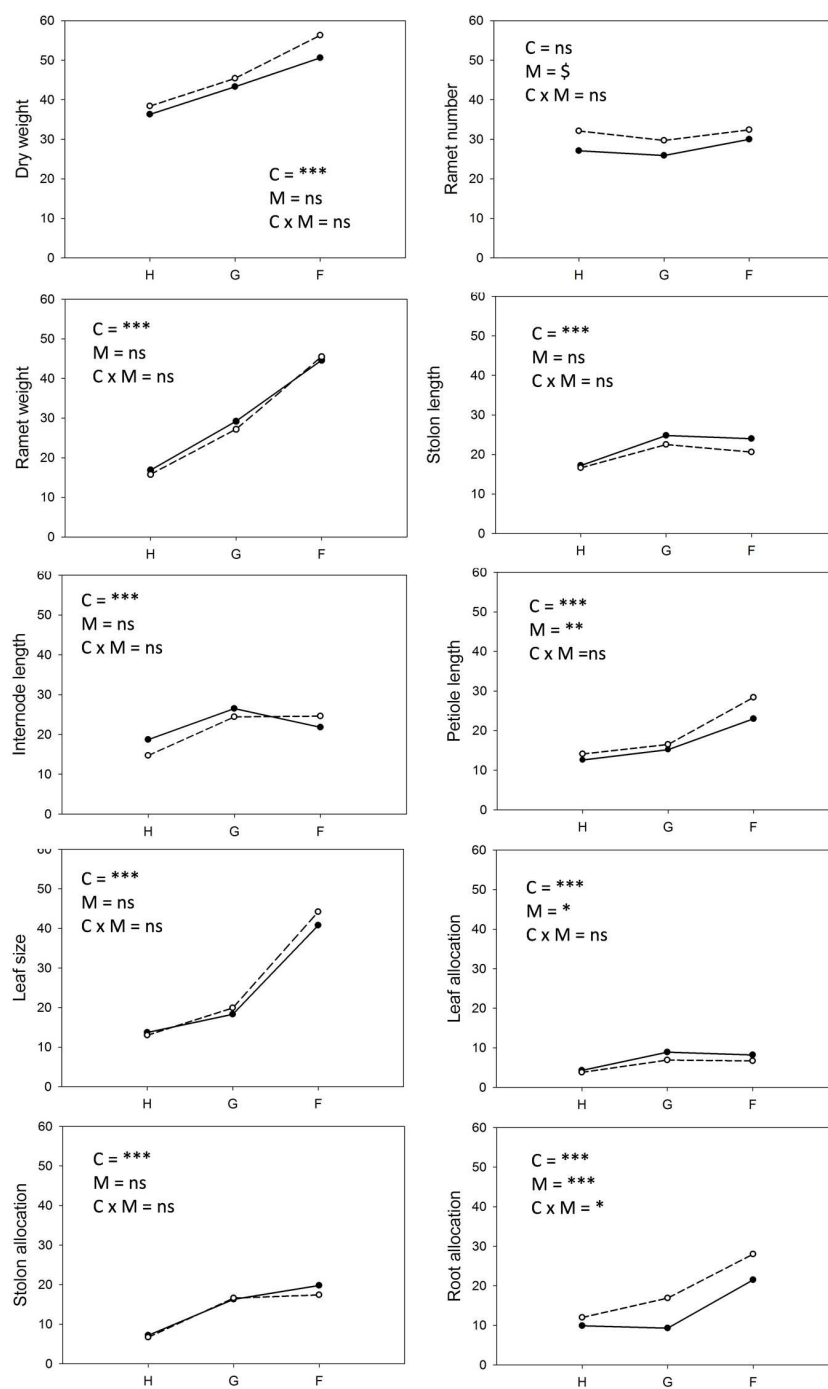 60
50
40
30
20
10
0
Dry weight
C = ***
M = ns
C x M = ns
H G F
60
50
40
30
20
10
0
Ramet number
C = ns
M = $
C x M = ns
H G F
60
50
40
30
20
10
0
Ramet weight
C = ***
M = ns
C x M = ns
H G F
60
50
40
30
20
10
0
Stolon length
C = ***
M = ns
C x M = ns
H G F
60
50
40
30
20
10
0
Internode length
C = ***
M = ns
C x M = ns
H G F
60
50
40
30
20
10
0
Petiole length
C = ***
M = **
C x M =ns
H G F
60
50
40
30
20
10
0
Leaf size
C = ***
M = ns
C x M = ns
H G F
60
50
40
30
20
10
0
Leaf allocation
C = ***
M = *
C x M = ns
H G F
60
50
40
30
20
10
0
Stolon allocation
C = ***
M = ns
C x M = ns
H G F
60
50
40
30
20
10
0
Root allocation
C = ***
M = ***
C x M = *
H G F